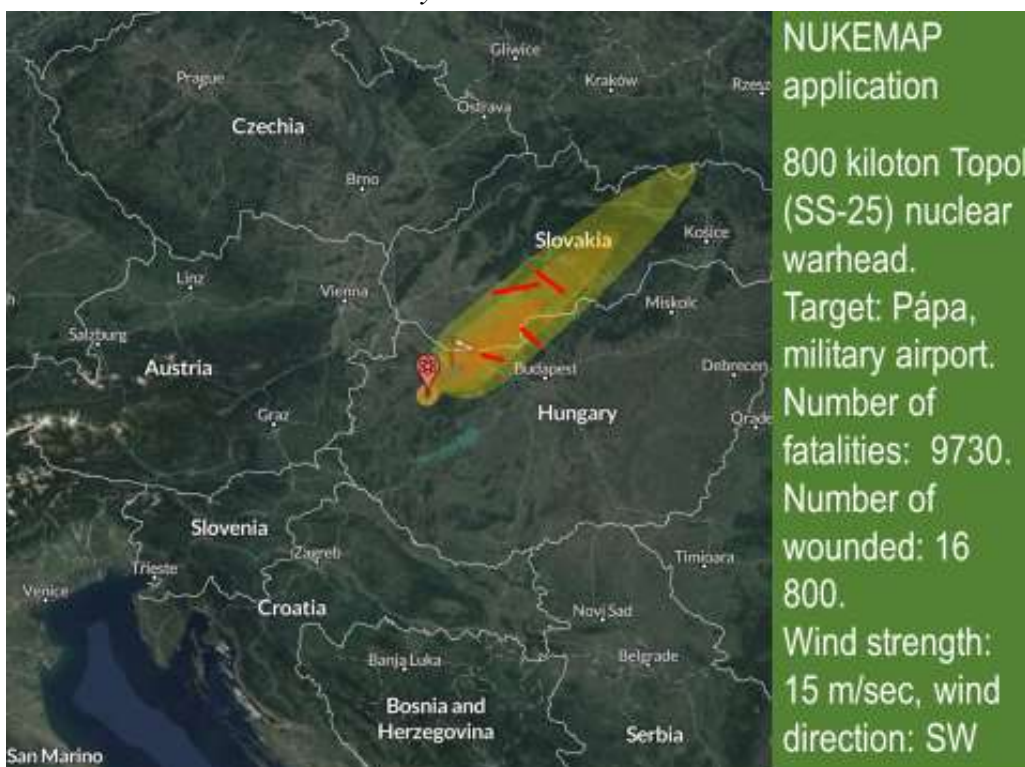 Gliwice
Prague
Kraków
Rzesz
Ostrava
Czechia
Brno
Slovakia
Košice
Linz
Vienna
Miskolc
Salzburg
Austria
Budapest
Debrecen
Graz
Hungary
Orade
Slovenia
Zagreb
Timișoara
Trieste
Venice
Croatia
Novi Sad
Banja Luka
Belgrade
Bosnia and
Herzegovina
Serbia
San Marino
NUKEMAP
application
800 kiloton Topol
(SS-25) nuclear
warhead.
Target: Pápa,
military airport.
Number of
fatalities: 9730.
Number of
wounded: 16
800.
Wind strength:
15 m/sec, wind
direction: SW